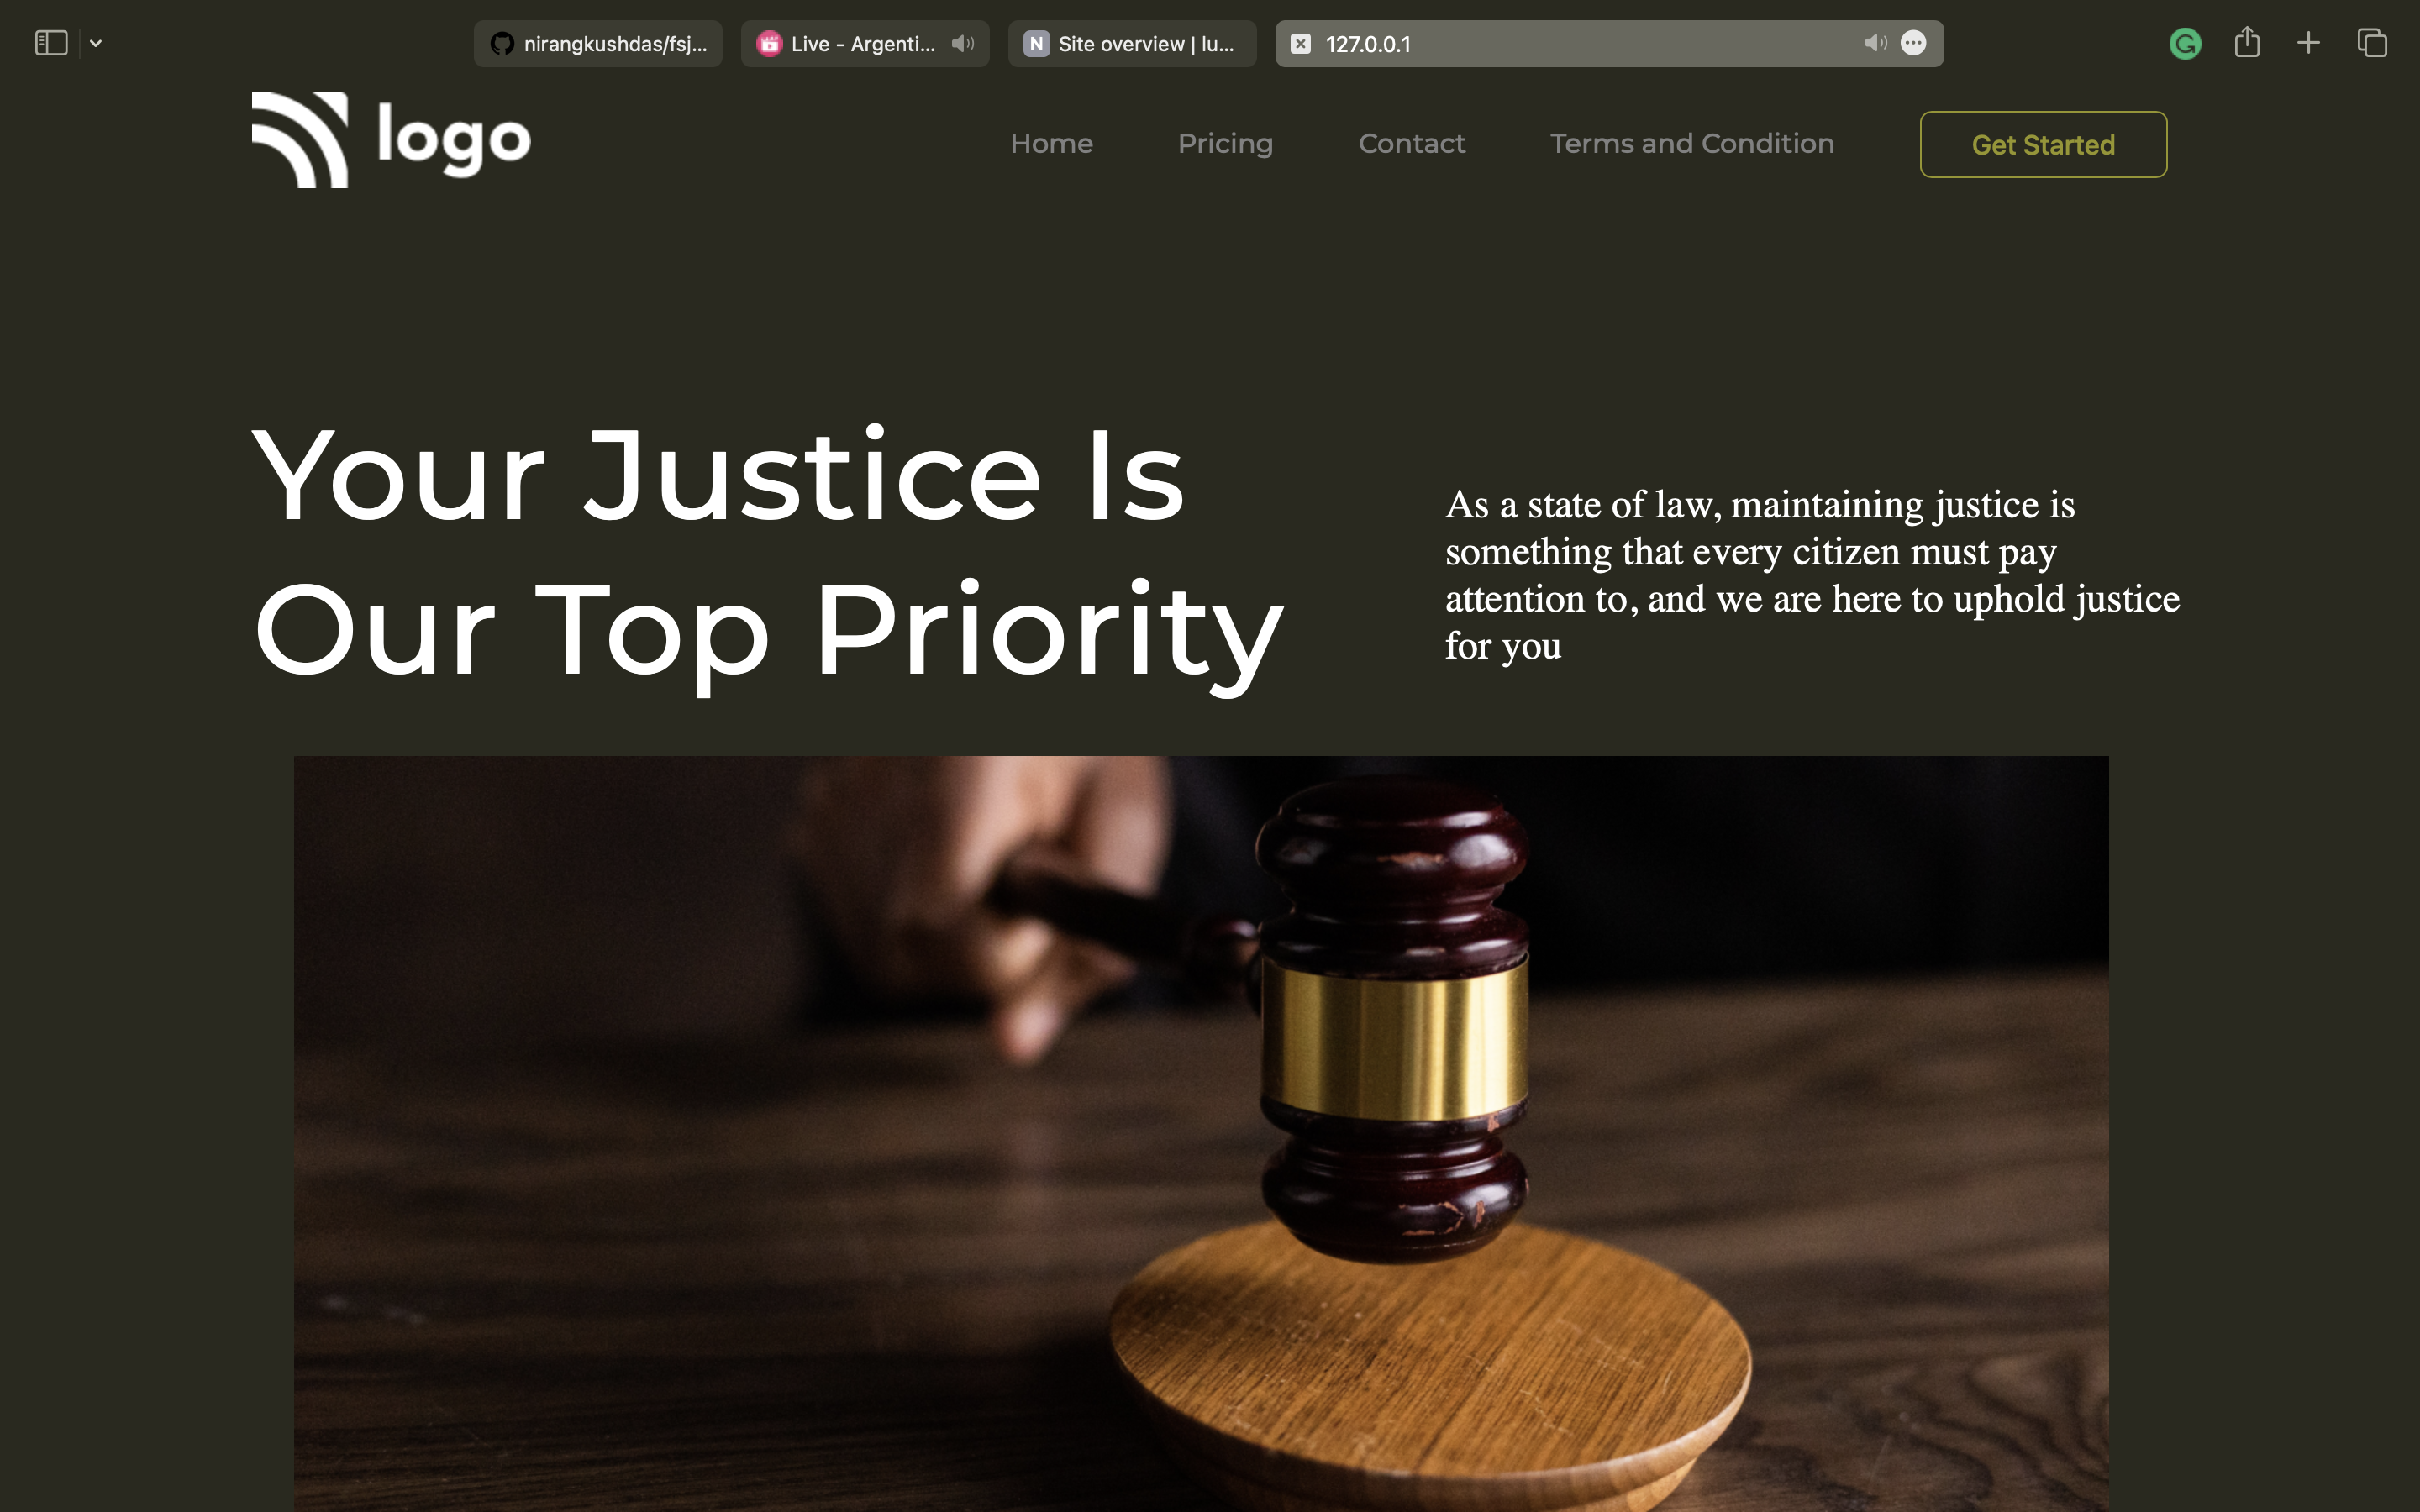 nirangkushdas/fsj...
Live - Argenti...
N Site overview | lu...
127.0.0.1
logo
Home Pricing Contact Terms and Condition Get Started
Your Justice Is
Our Top Priority
As a state of law, maintaining justice is
something that every citizen must pay
attention to, and we are here to uphold justice
for you